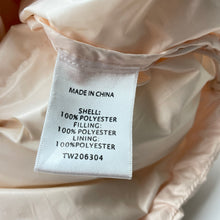 MADE IN CHINA
SHELL:
100%POLYESTER
FILLING:
100%POLYESTER
LINING:
100%POLYESTER
TW206304